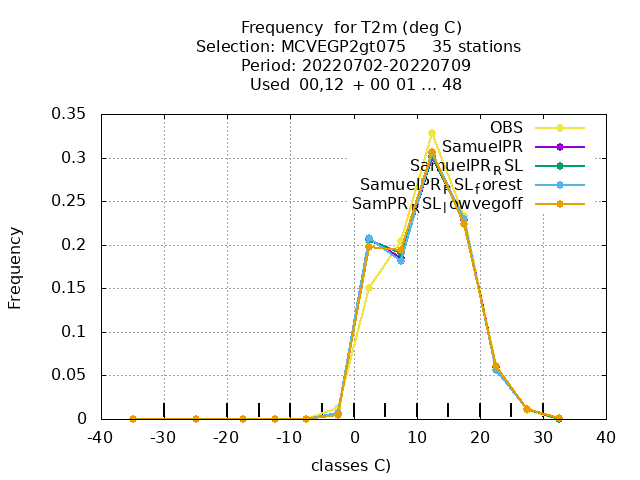 Frequency for T2m (deg C)
Selection: MCVEGP2gt075 35 stations
Period: 20220702-20220709
Used 00,12 + 00 01 ... 48
0.35
0.3
0.25
0.2
0.15
0.1
0.05
0
Frequency
OBS
SamuelPR
SamuelPR_RSL
SamuelPR_RSL_forest
SamPR_RSL_lowvegoff
-40 -30 -20 -10 0 10 20 30 40
classes C)